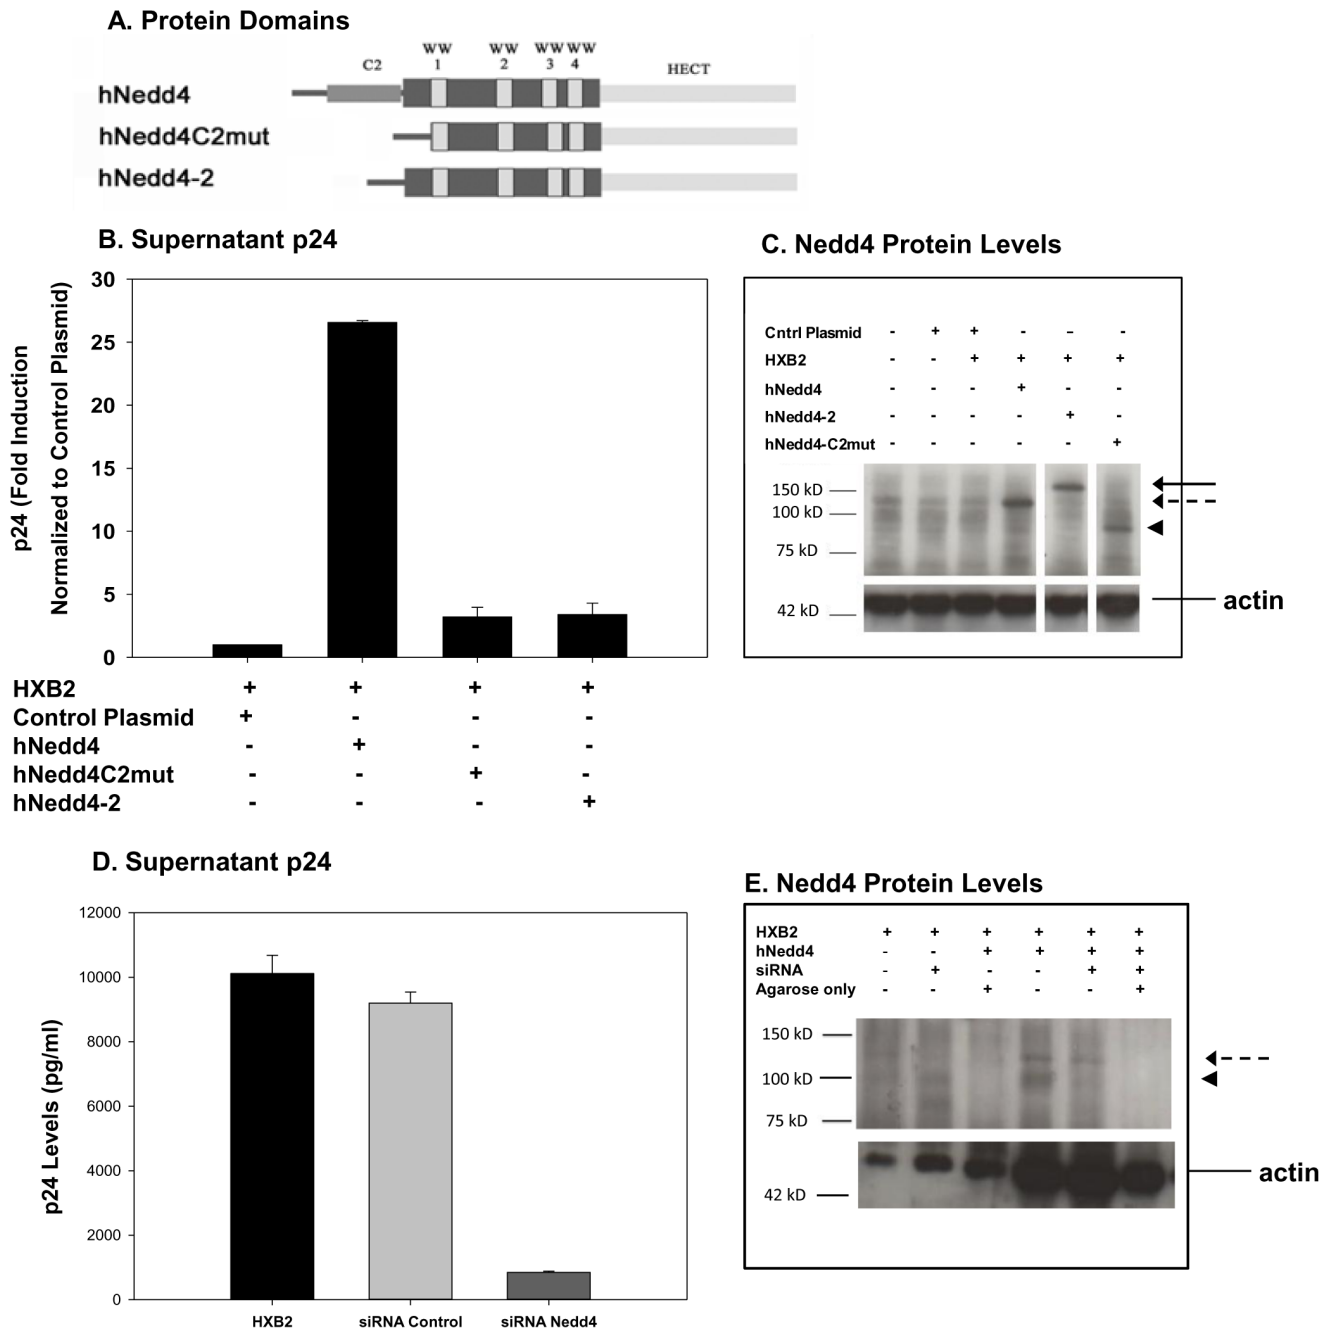 A. Protein Domains
C2 WW 1 WW 2 WW 3 WW 4 HECT
hNedd4
hNedd4C2mut
hNedd4-2
B. Supernatant p24
p24 (Fold Induction
Normalized to Control Plasmid)
30
25
20
15
10
5
0
HXB2 + + + +
Control Plasmid + - - -
hNedd4 - + - -
hNedd4C2mut - - + -
hNedd4-2 - - - +
C. Nedd4 Protein Levels
Cntrl Plasmid - + + - – -
HXB2 - - + + + +
hNedd4 - - - + - -
hNedd4-2 - - - - + -
hNedd4-C2mut - - - - - +
150 kD
100 kD
75 kD
42 kD
actin
D. Supernatant p24
p24 Levels (pg/ml)
12000
10000
8000
6000
4000
2000
0
HXB2 siRNA Control siRNA Nedd4
E. Nedd4 Protein Levels
HXB2 + + + + + +
hNedd4 - - + + + +
siRNA - + - - + +
Agarose only - - + - - +
150 kD
100 kD
75 kD
42 kD
actin